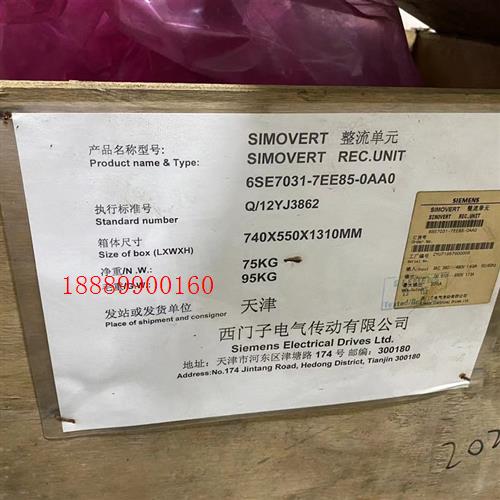 产品名称型号:
Product name & Type:
SIMOVERT 整流单元
SIMOVERT REC.UNIT
6SE7031-7EE85-0AA0
执行标准号
Standard number
Q/12YJ3862
箱体尺寸
Size of box (LXWXH)
740X550X1310MM
净重/N .W.:
75KG
95KG
18889900160
发站或发货单位
Place of shipment and consignor
天津
西门子电气传动有限公司
Siemens Electrical Drives Ltd.
地址: 天津市河东区津塘路 174 号 邮编: 300180
Address:No.174 Jintang Road, Hedong District, Tianjin 300180
SIEMENS
SIMOVERT 整流单元
SIMOVERT REC.UNIT
6SE7031-7EE85-0AA0
202